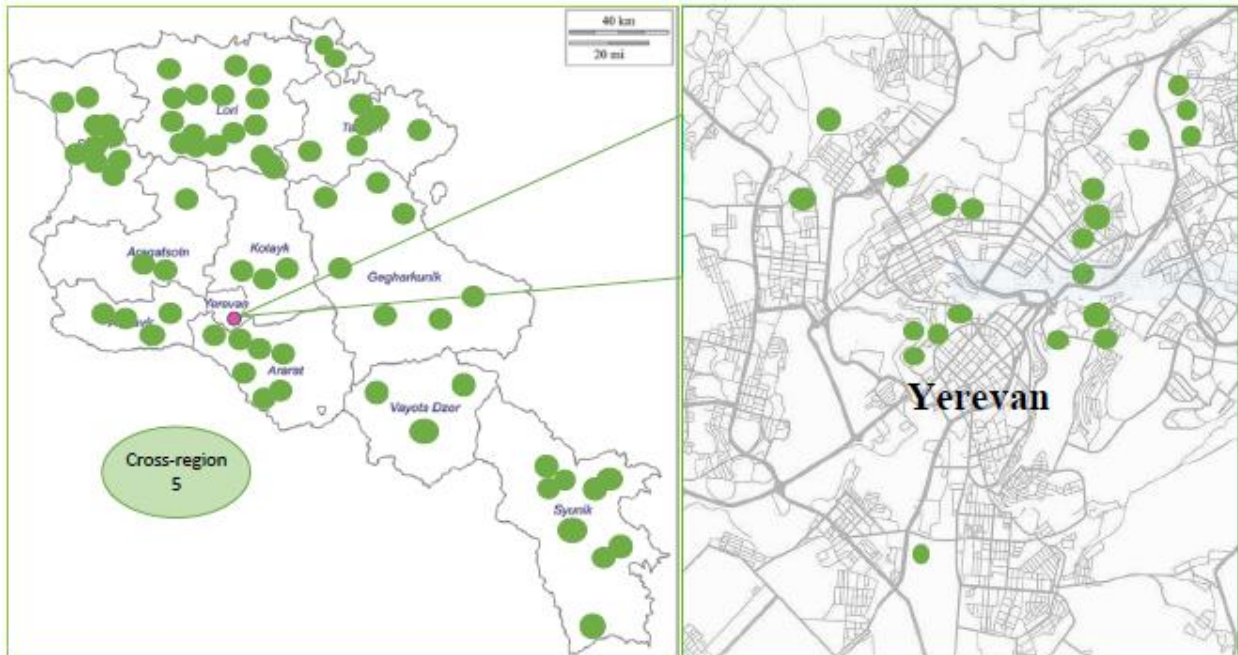 40 km
20 mi
Lori
Aragatsotn
Kotayk
Gegharkunik
Yerevan
Ararat
Vayots Dzor
Cross-region
5
Syunik
Yerevan